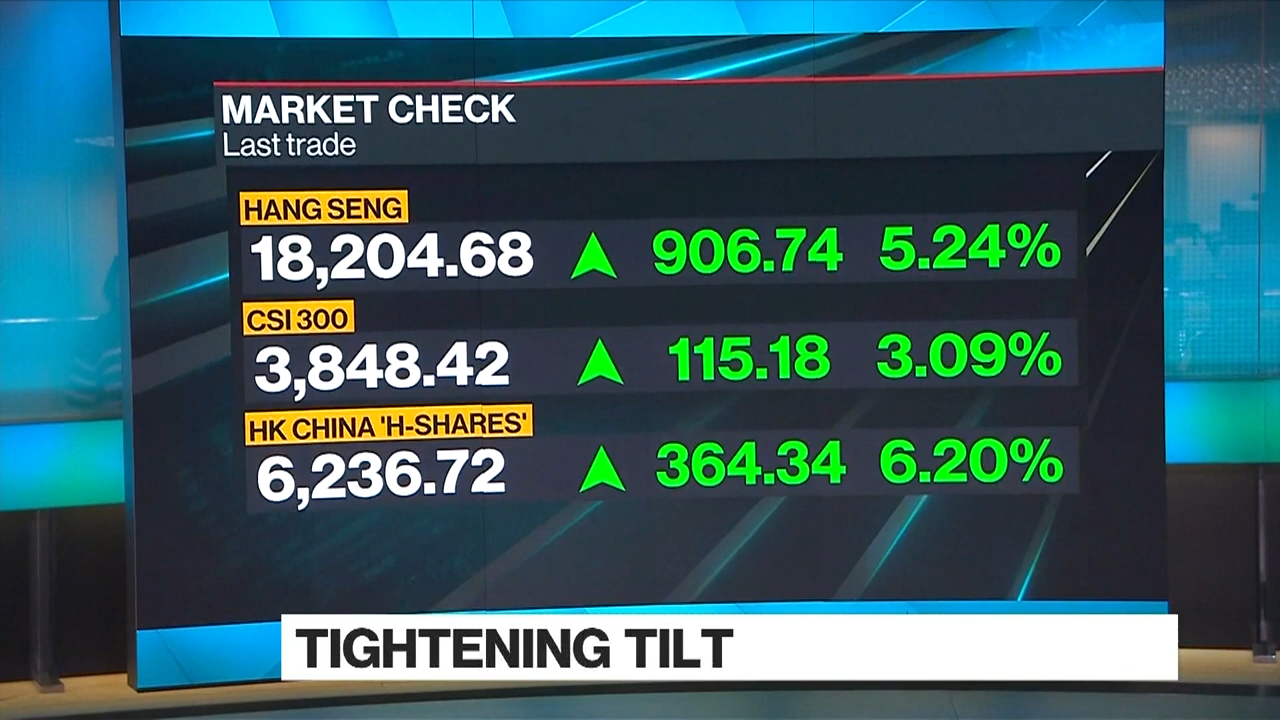 MARKET CHECK
Last trade
HANG SENG
18,204.68 ▲ 906.74 5.24%
CSI 300
3,848.42 ▲ 115.18 3.09%
HK CHINA 'H-SHARES'
6,236.72 ▲ 364.34 6.20%
TIGHTENING TILT